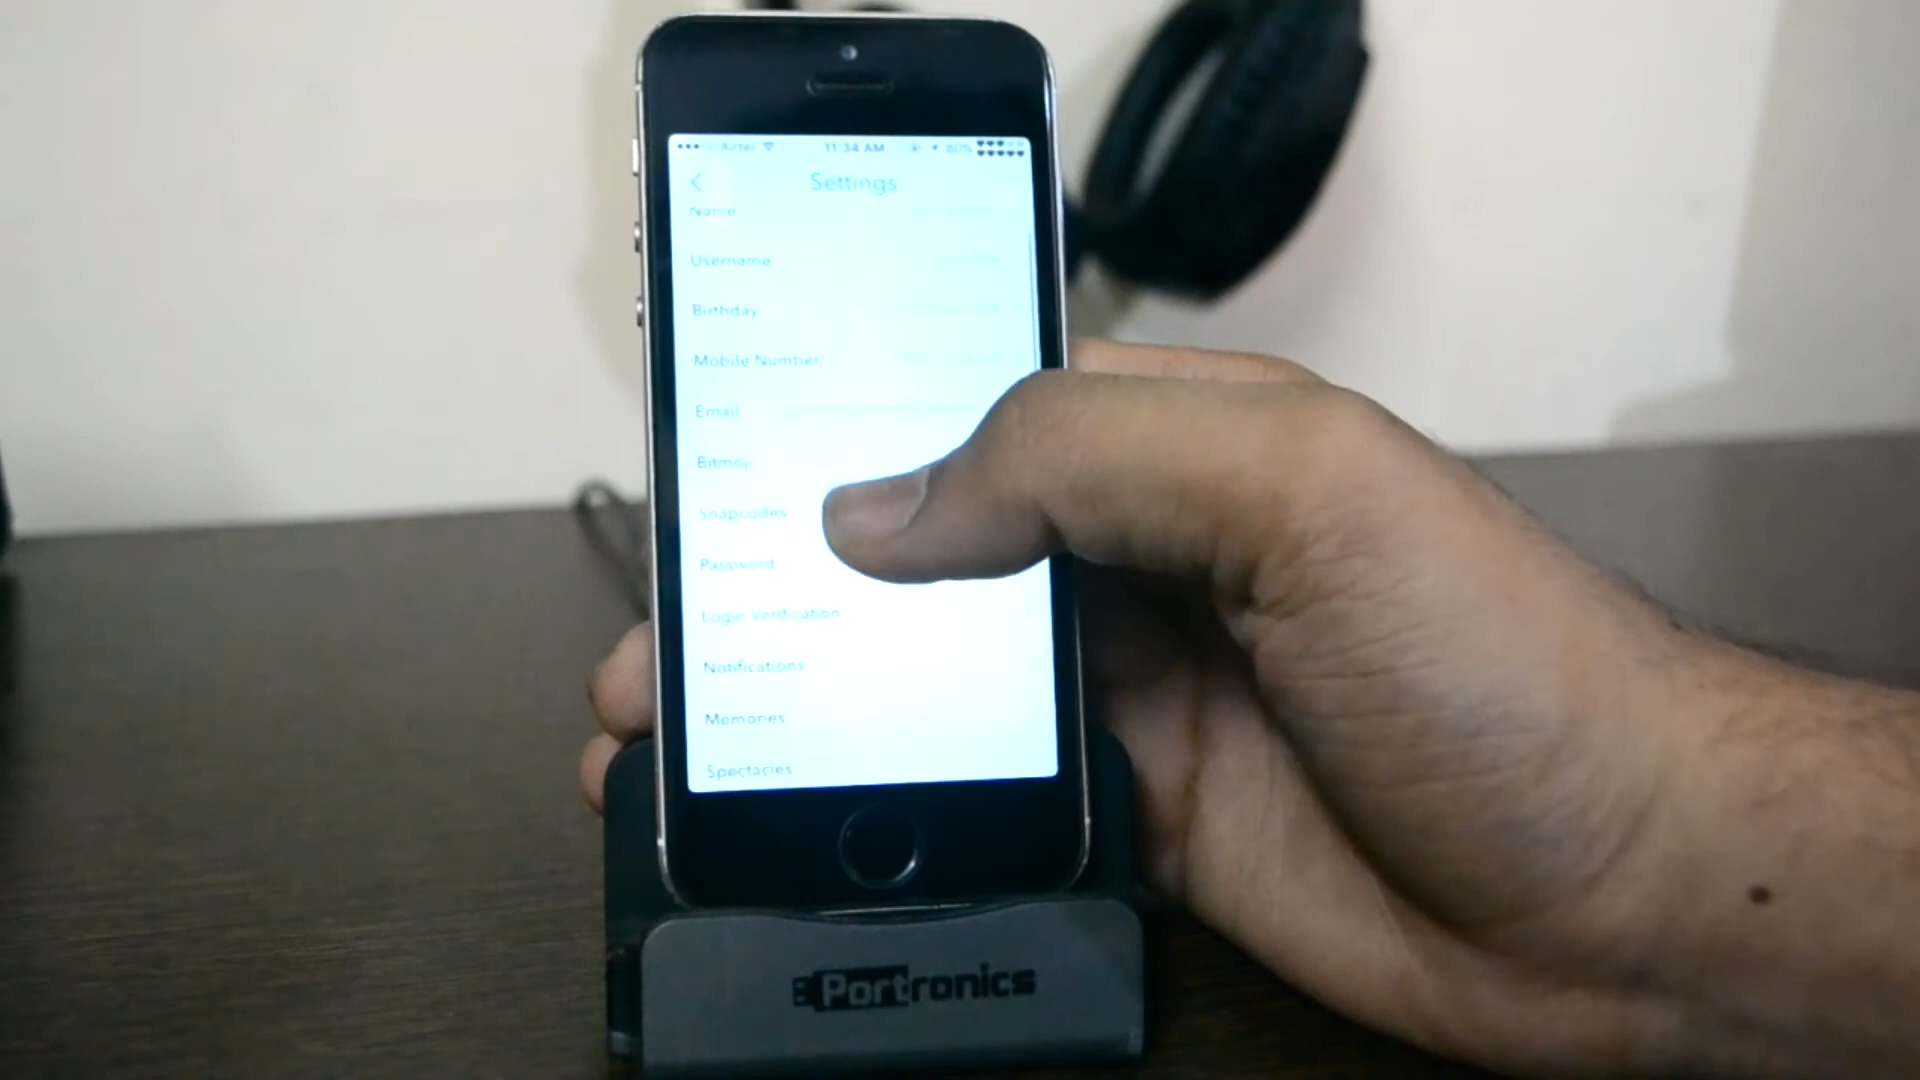 Airtel 11:34 AM 80%
Settings
Name
Username
Birthday
Mobile Number
Email
Bitmoji
Snapcodes
Password
Login Verification
Notifications
Memories
Spectacles
Portronics